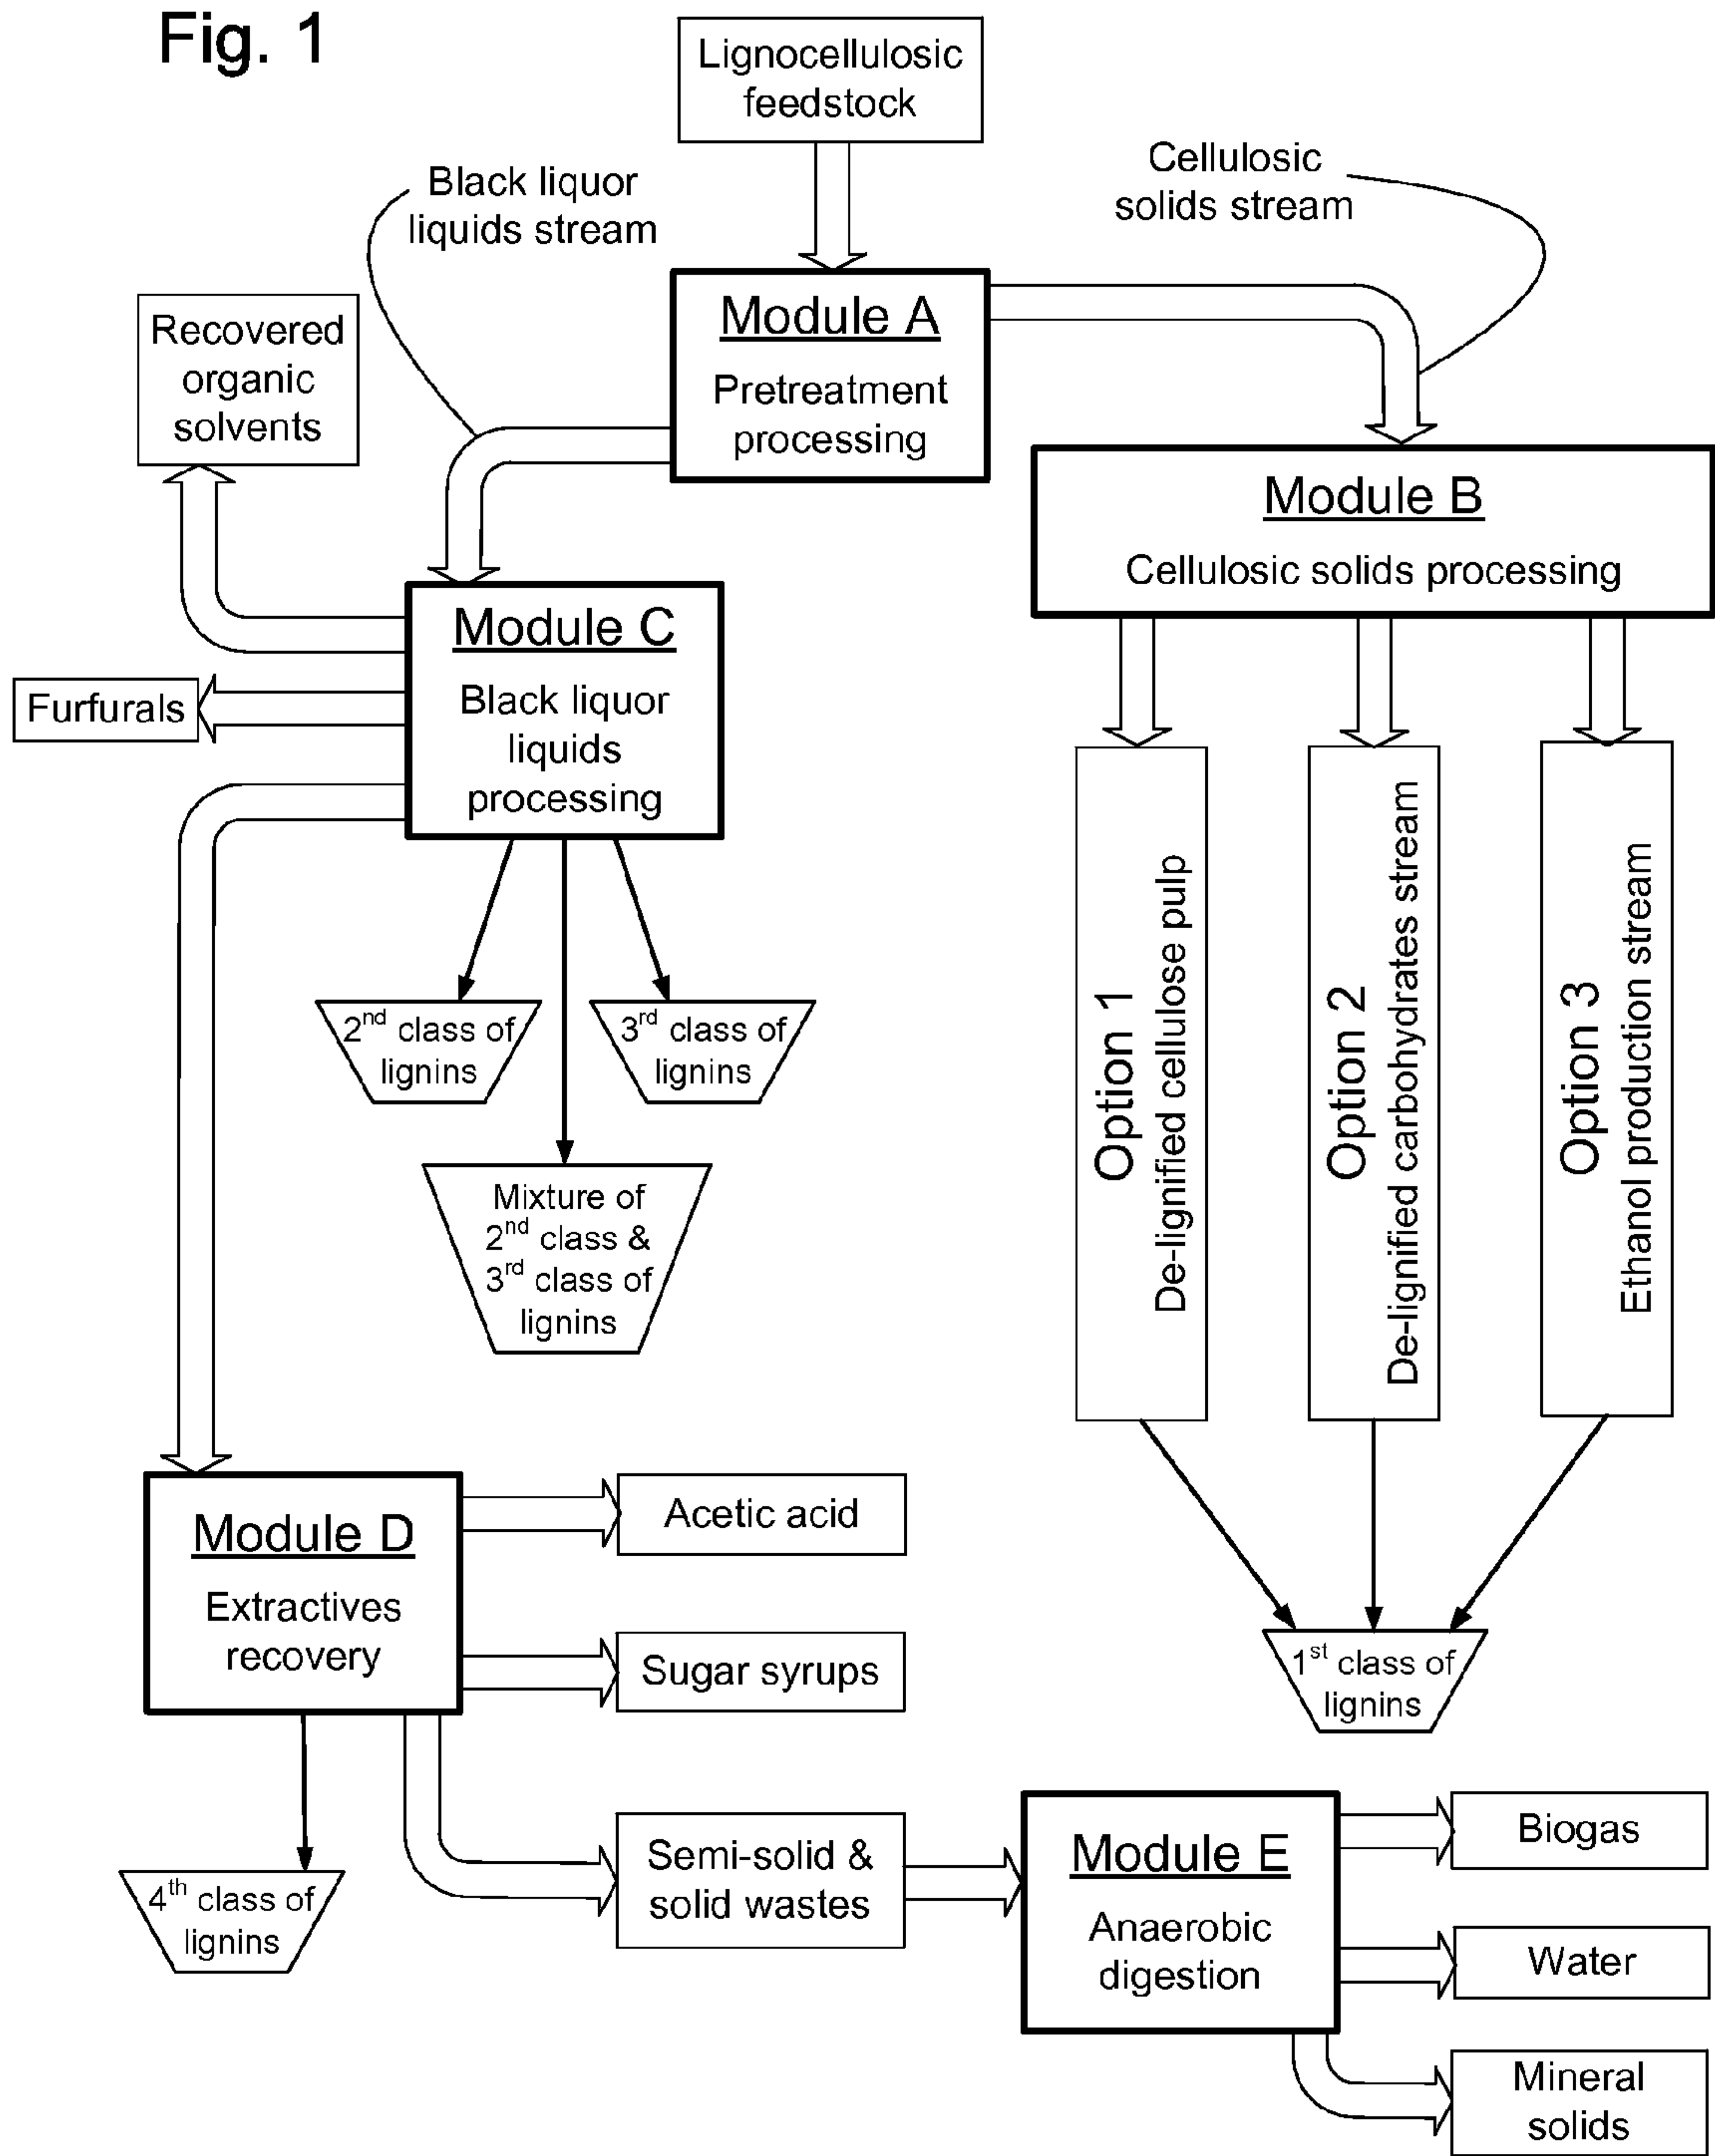 Fig. 1
Lignocellulosic
feedstock
Black liquor
liquids stream
Cellulosic
solids stream
Module A
Pretreatment
processing
Recovered
organic
solvents
Module B
Cellulosic solids processing
Module C
Black liquor
liquids
processing
Furfurals
2nd class of
lignins
3rd class of
lignins
Mixture of
2nd class &
3rd class of
lignins
Option 1
De-lignified cellulose pulp
Option 2
De-lignified carbohydrates stream
Option 3
Ethanol production stream
1st class of
lignins
Module D
Extractives
recovery
Acetic acid
Sugar syrups
4th class of
lignins
Semi-solid &
solid wastes
Module E
Anaerobic
digestion
Biogas
Water
Mineral
solids